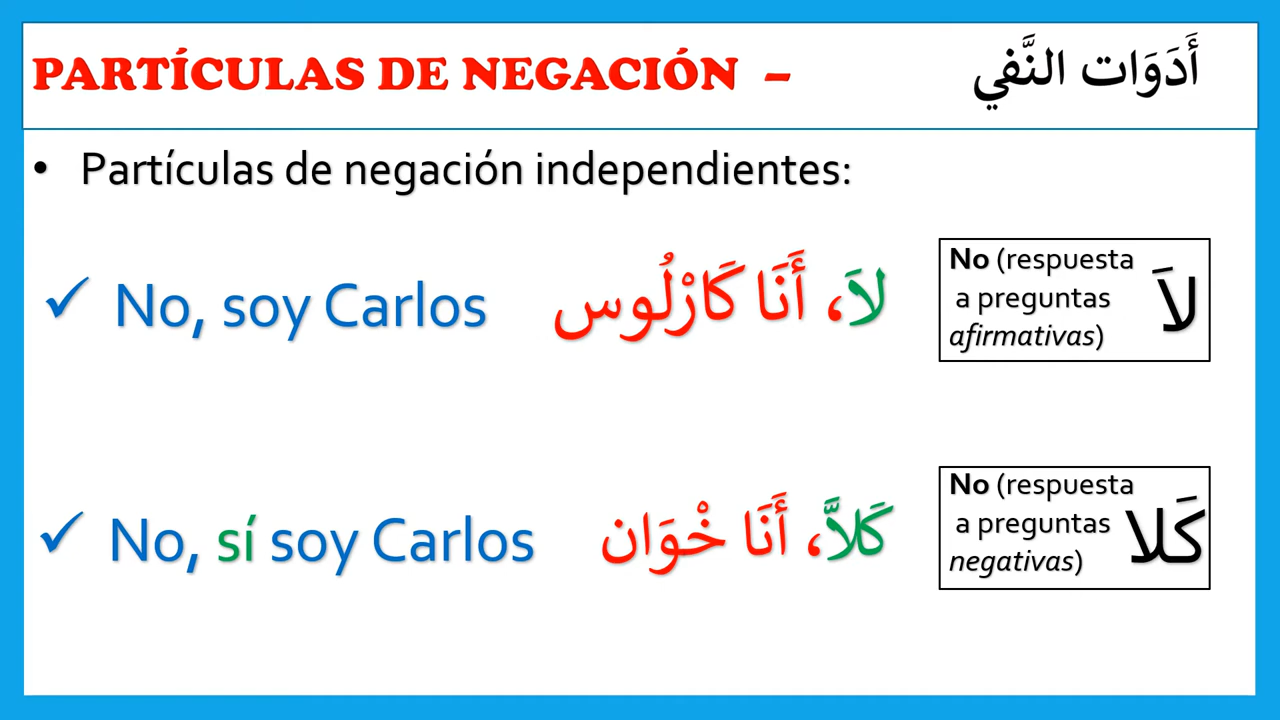 PARTÍCULAS DE NEGACIÓN – أَدَوَات النَّفي
• Partículas de negación independientes:
✓ No, soy Carlos لاَ، أَنَا كَارْلُوس
No (respuesta
a preguntas
afirmativas)
لاَ
✓ No, sí soy Carlos كَلاَّ، أَنَا خْوَان
No (respuesta
a preguntas
negativas)
كَلا